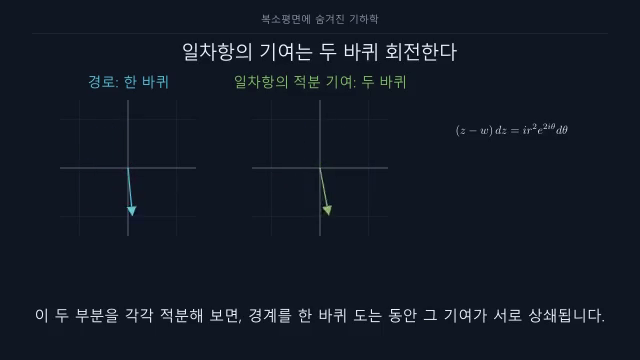 복소평면에 숨겨진 기하학
일차항의 기여는 두 바퀴 회전한다
경로: 한 바퀴
일차항의 적분 기여: 두 바퀴
(z − w) dz = ir²e²ⁱᶿdθ
이 두 부분을 각각 적분해 보면, 경계를 한 바퀴 도는 동안 그 기여가 서로 상쇄됩니다.